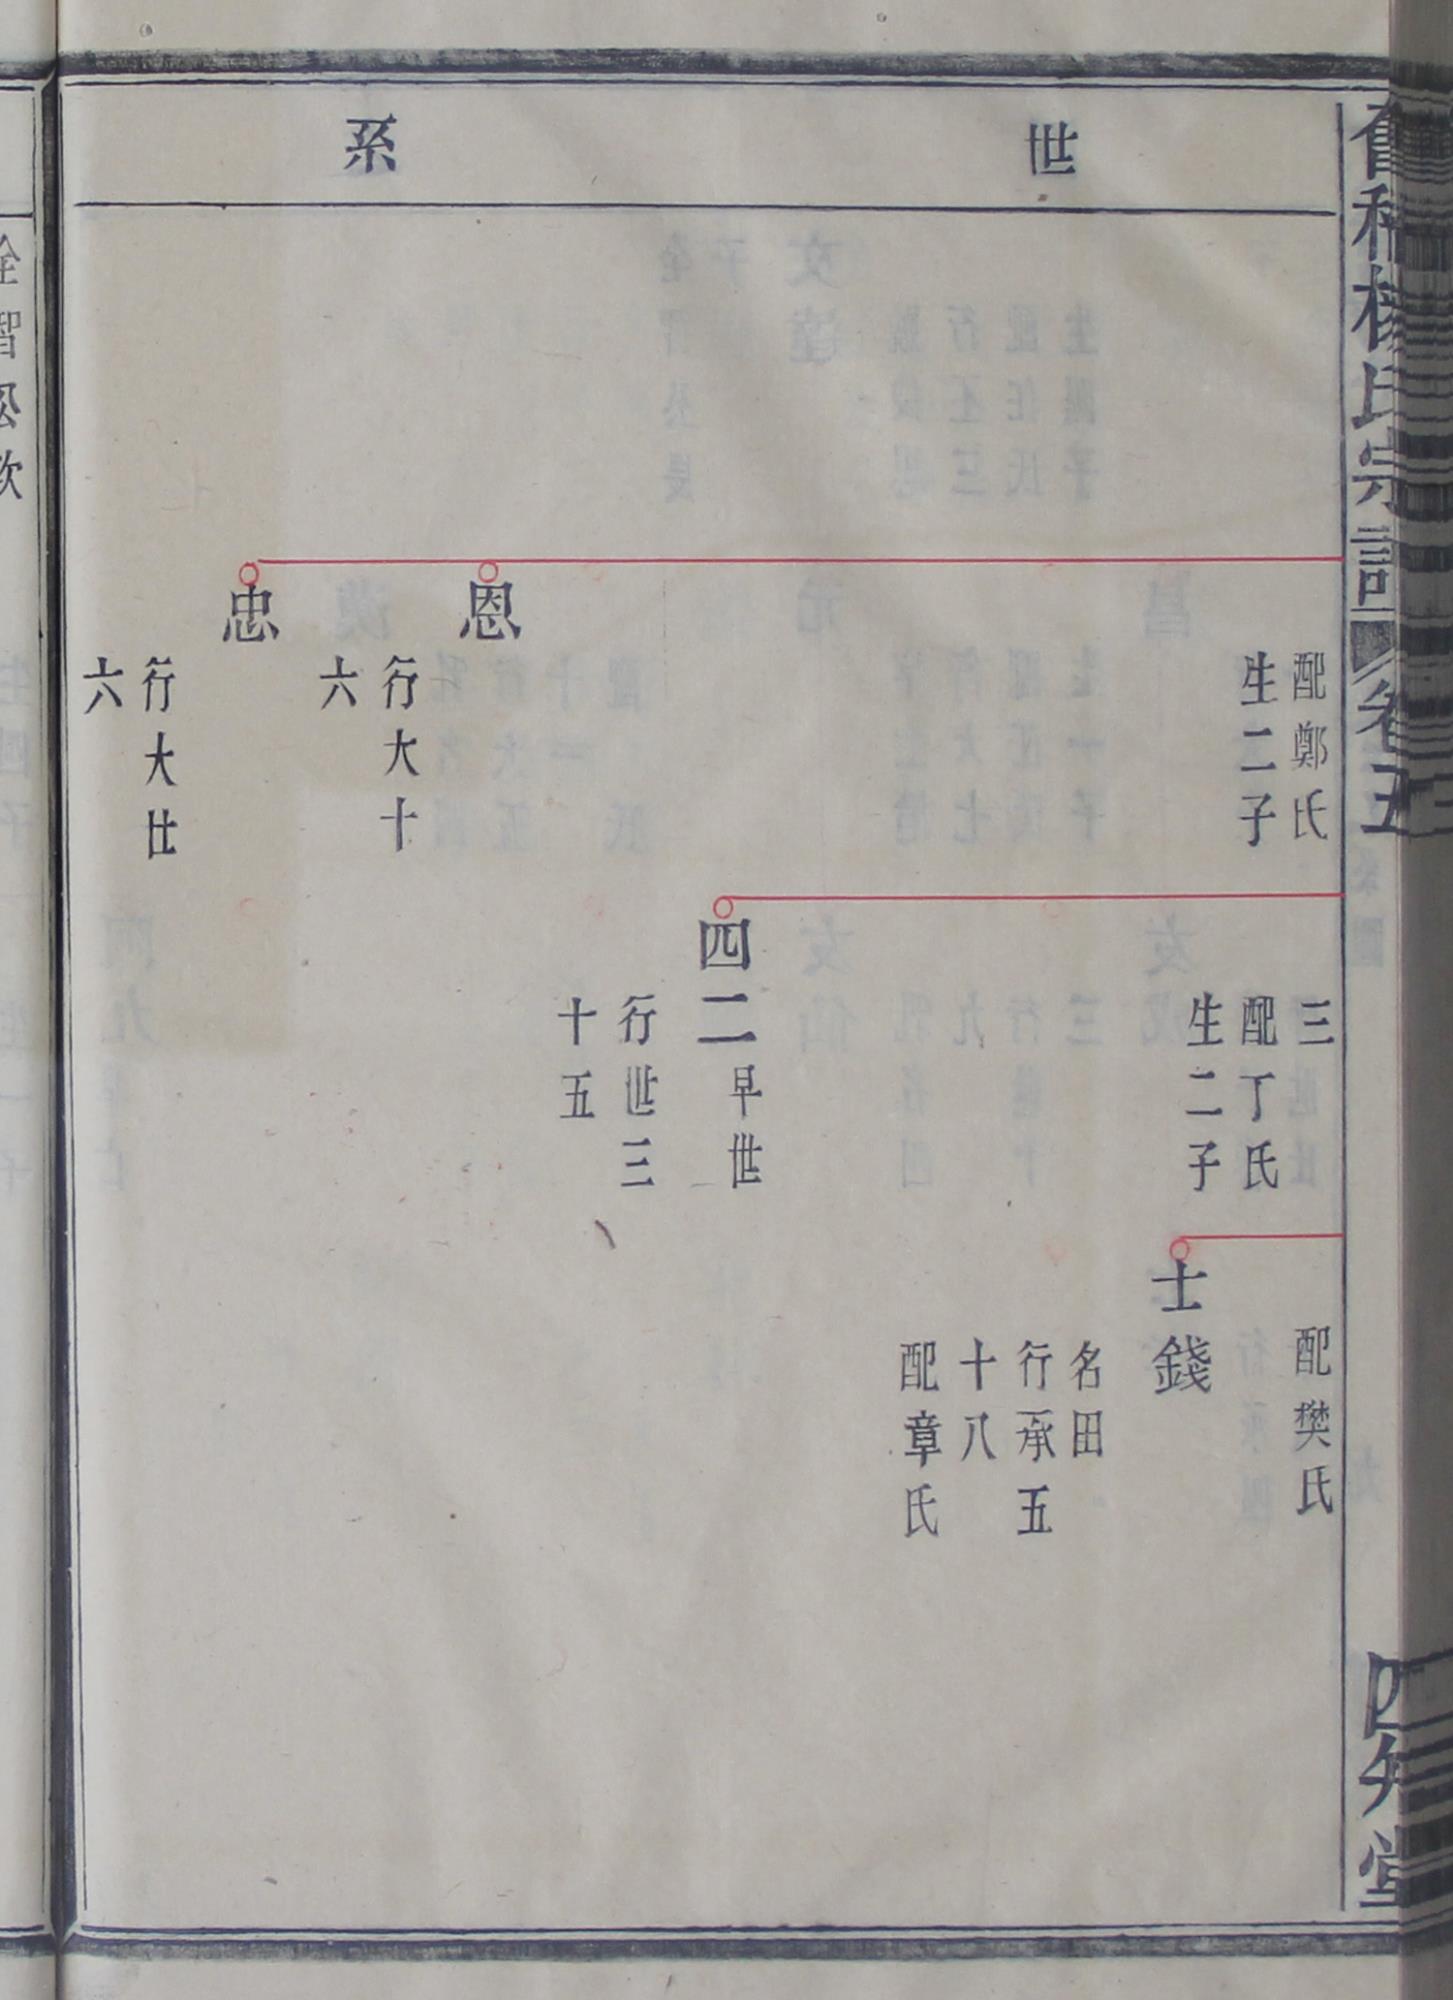 世系
配鄭氏
生二子
恩
行大十
六
忠
行大廿
六
三
配丁氏
生二子
四二早世
行世三
十五
配樊氏
士錢
名田
行承五
十八
配章氏
氏宗譜
卷五
四知堂